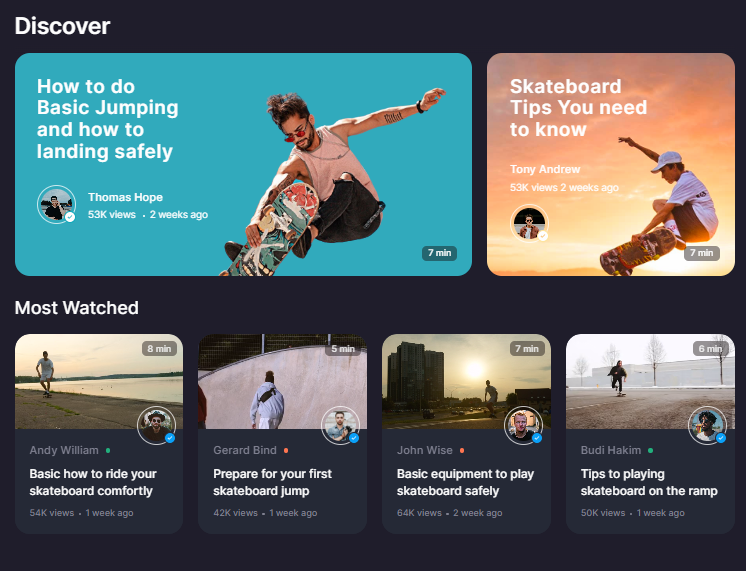 Discover
How to do
Basic Jumping
and how to
landing safely
Thomas Hope
53K views • 2 weeks ago
7 min
Skateboard
Tips You need
to know
Tony Andrew
53K views 2 weeks ago
7 min
Most Watched
8 min
Andy William
Basic how to ride your
skateboard comfortly
54K views • 1 week ago
5 min
Gerard Bind
Prepare for your first
skateboard jump
42K views • 1 week ago
7 min
John Wise
Basic equipment to play
skateboard safely
64K views • 2 week ago
6 min
Budi Hakim
Tips to playing
skateboard on the ramp
50K views • 1 week ago